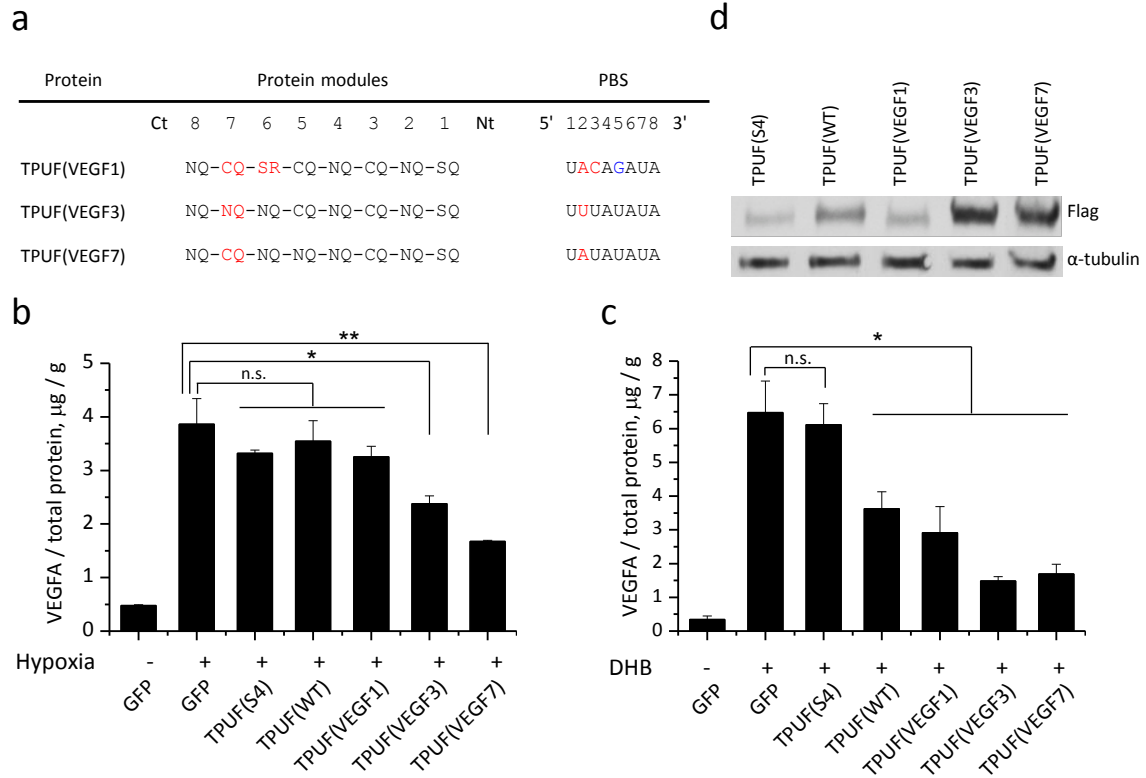 a
Protein Protein modules PBS
Ct 8 7 6 5 4 3 2 1 Nt 5' 12345678 3'
TPUF(VEGF1) NQ-CQ-SR-CQ-NQ-CQ-NQ-SQ UACAGAUA
TPUF(VEGF3) NQ-NQ-NQ-CQ-NQ-CQ-NQ-SQ UUUAUAUA
TPUF(VEGF7) NQ-CQ-NQ-CQ-NQ-CQ-NQ-SQ UAUAUAUA
d
TPUF(S4)
TPUF(WT)
TPUF(VEGF1)
TPUF(VEGF3)
TPUF(VEGF7)
Flag
α-tubulin
b
VEGFA / total protein, µg / g
5
4
3
2
1
0
**
*
n.s.
Hypoxia - + + + + + +
GFP
GFP
TPUF(S4)
TPUF(WT)
TPUF(VEGF1)
TPUF(VEGF3)
TPUF(VEGF7)
c
VEGFA / total protein, µg / g
8
7
6
5
4
3
2
1
0
*
n.s.
DHB - + + + + + +
GFP
GFP
TPUF(S4)
TPUF(WT)
TPUF(VEGF1)
TPUF(VEGF3)
TPUF(VEGF7)